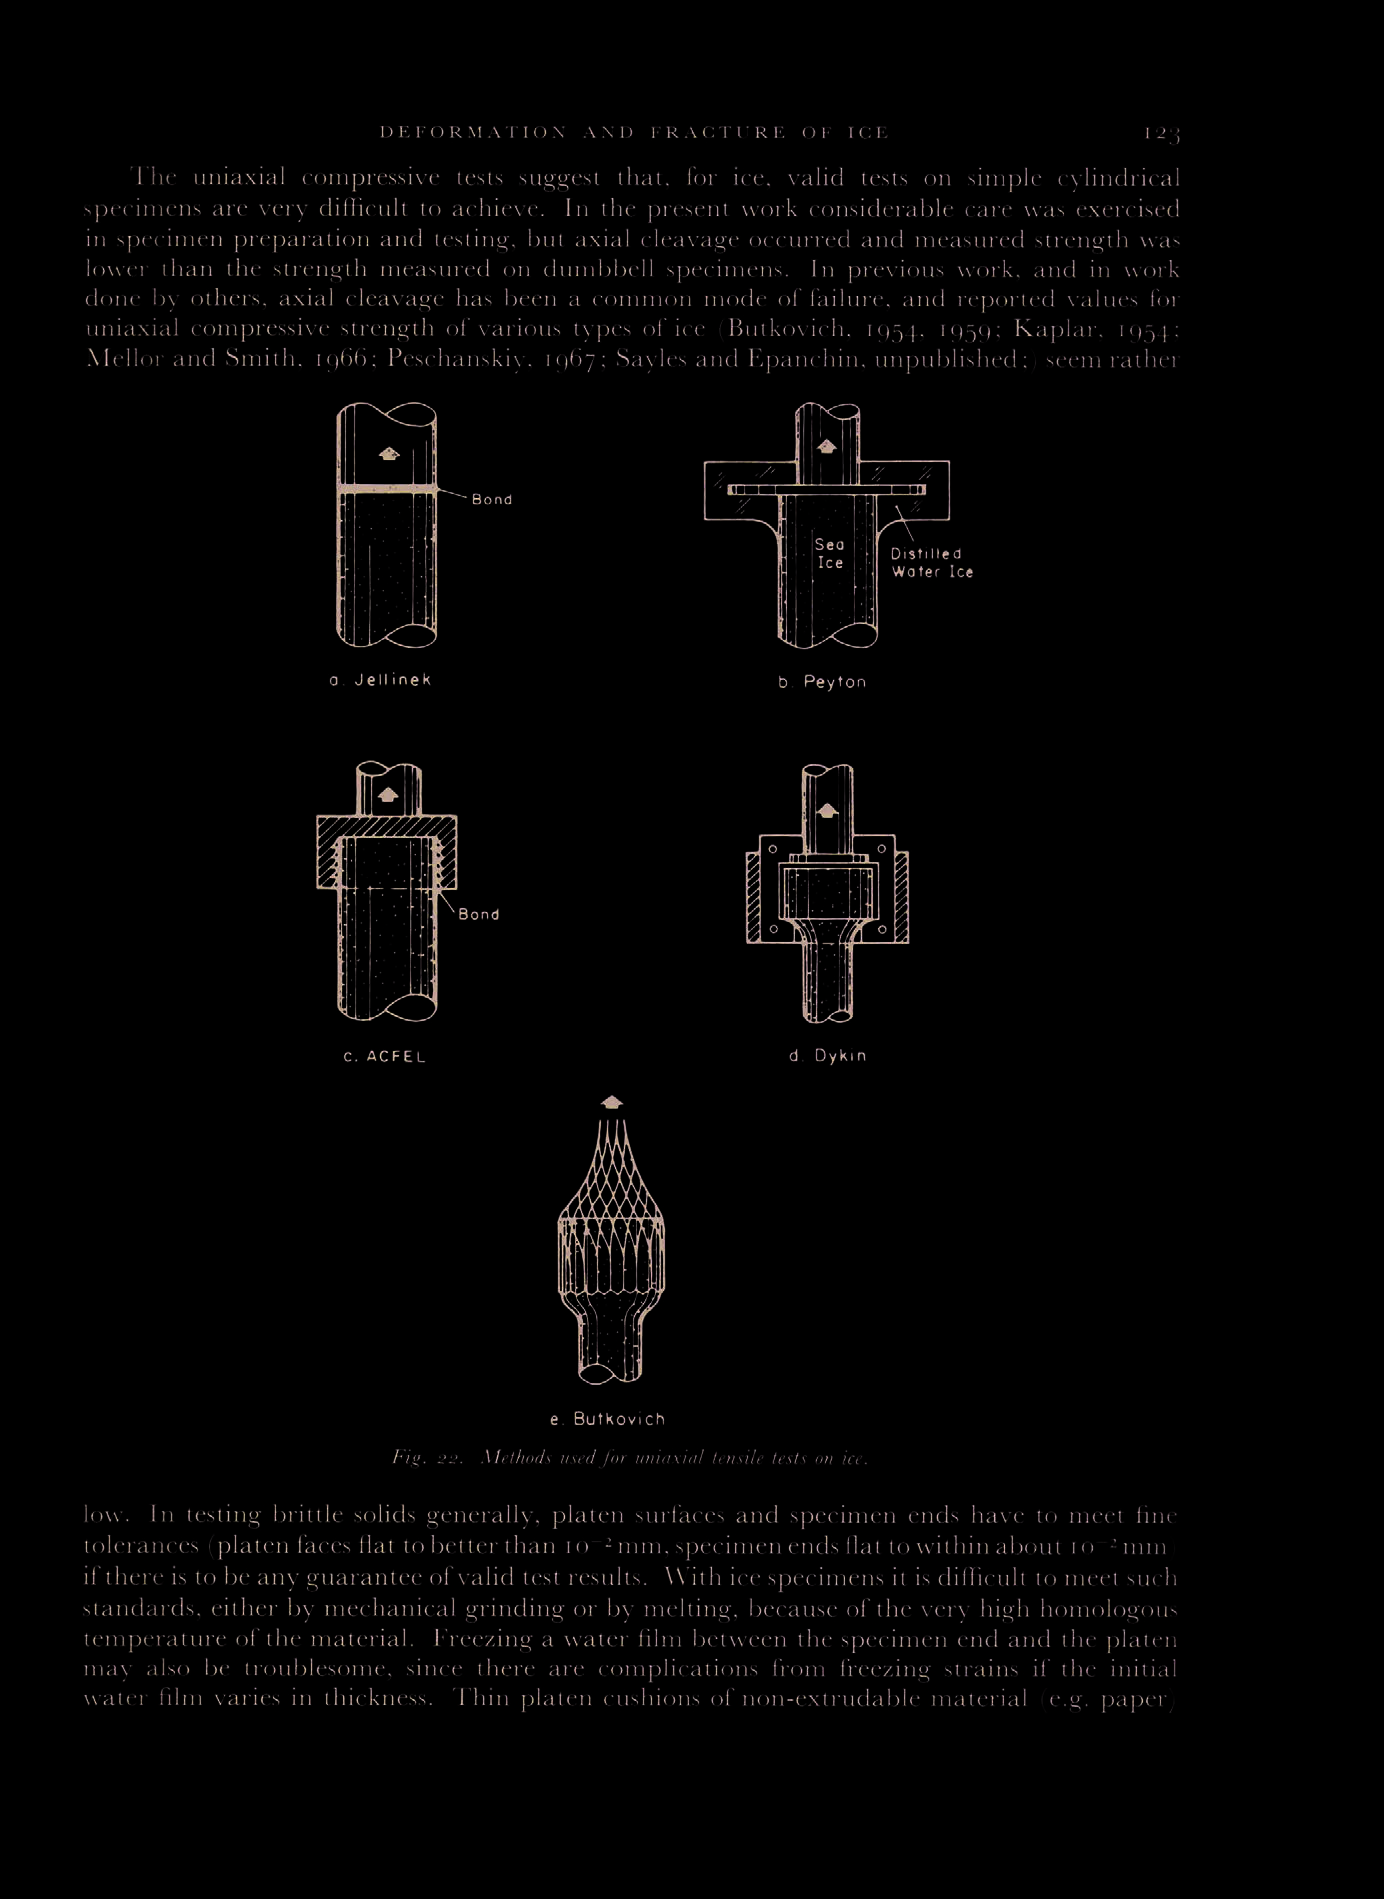 DEFORMATION AND FRACTURE OF ICE 123
The uniaxial compressive tests suggest that, for ice, valid tests on simple cylindrical
specimens are very difficult to achieve. In the present work considerable care was exercised
in specimen preparation and testing, but axial cleavage occurred and measured strength was
lower than the strength measured on dumbbell specimens. In previous work, and in work
done by others, axial cleavage has been a common mode of failure, and reported values for
uniaxial compressive strength of various types of ice (Butkovich, 1954, 1959; Kaplar, 1954;
Mellor and Smith, 1966; Peschanskiy, 1967; Sayles and Epanchin, unpublished;) seem rather
Bond
Sea
Ice
Distilled
Water Ice
a. Jellinek
b. Peyton
Bond
c. ACFEL
d. Dykin
e. Butkovich
Fig. 22. Methods used for uniaxial tensile tests on ice.
low. In testing brittle solids generally, platen surfaces and specimen ends have to meet fine
tolerances (platen faces flat to better than 10⁻² mm, specimen ends flat to within about 10⁻² mm
if there is to be any guarantee of valid test results. With ice specimens it is difficult to meet such
standards, either by mechanical grinding or by melting, because of the very high homologous
temperature of the material. Freezing a water film between the specimen end and the platen
may also be troublesome, since there are complications from freezing strains if the initial
water film varies in thickness. Thin platen cushions of non-extrudable material (e.g. paper)